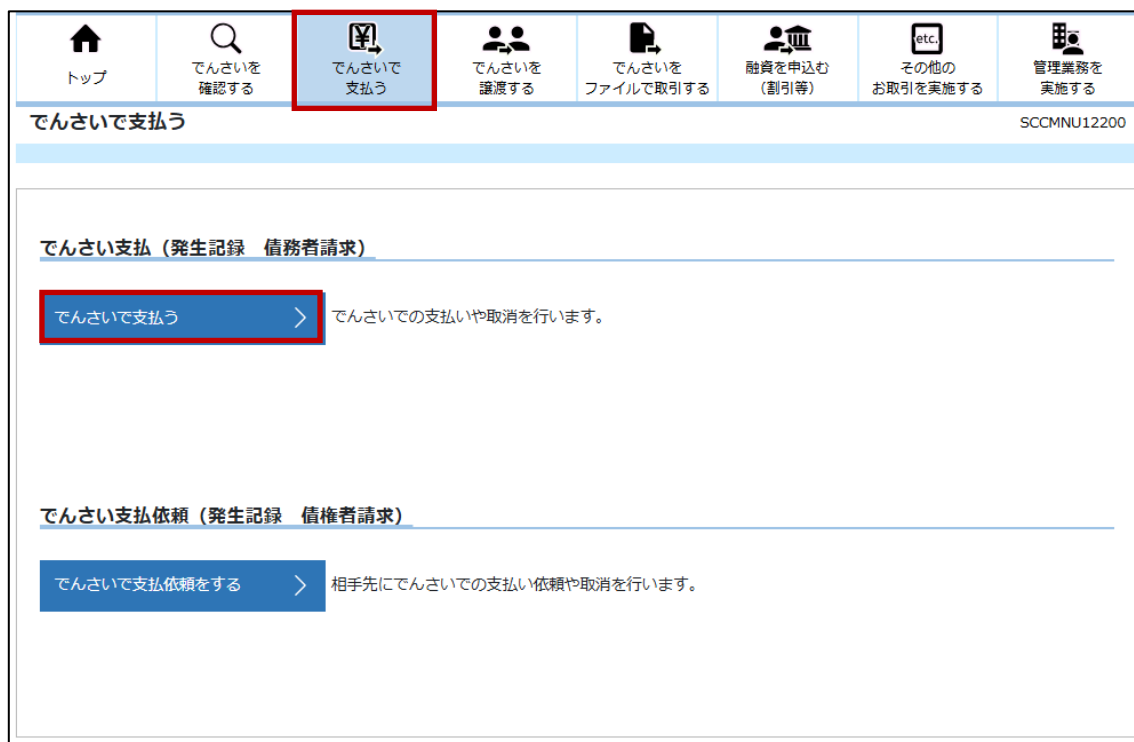 トップ
でんさいを
確認する
でんさいで
支払う
でんさいを
譲渡する
でんさいを
ファイルで取引する
融資を申込む
(割引等)
etc.
その他の
お取引を実施する
管理業務を
実施する
でんさいで支払う
SCCMNU12200
でんさい支払(発生記録　債務者請求)
でんさいで支払う
でんさいでの支払いや取消を行います。
でんさい支払依頼(発生記録　債権者請求)
でんさいで支払依頼をする
相手先にでんさいでの支払い依頼や取消を行います。